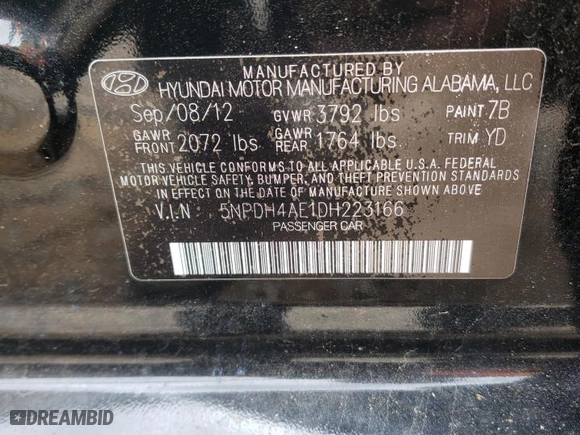 MANUFACTURED BY
HYUNDAI MOTOR MANUFACTURING ALABAMA, LLC
Sep/08/12 GVWR 3792 lbs PAINT 7B
GAWR FRONT 2072 lbs GAWR REAR 1764 lbs. TRIM YD
THIS VEHICLE CONFORMS TO ALL APPLICABLE U.S.A. FEDERAL
MOTOR VEHICLE SAFETY, BUMPER, AND THEFT PREVENTION
STANDARDS IN EFFECT ON THE DATE OF MANUFACTURE SHOWN ABOVE
V.I.N 5NPDH4AE1DH223166
PASSENGER CAR
DREAMBID